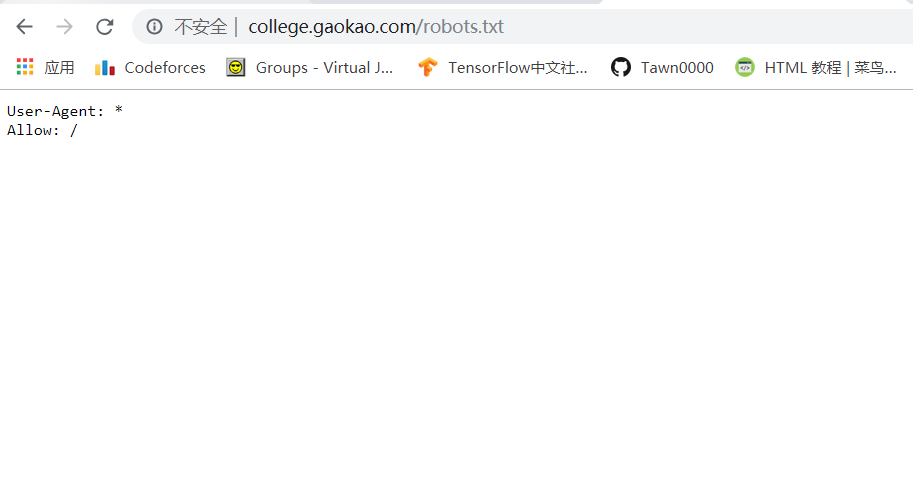 不安全 | college.gaokao.com/robots.txt
应用 Codeforces Groups - Virtual J... TensorFlow中文社... Tawn0000 HTML 教程 | 菜鸟...
User-Agent: *
Allow: /